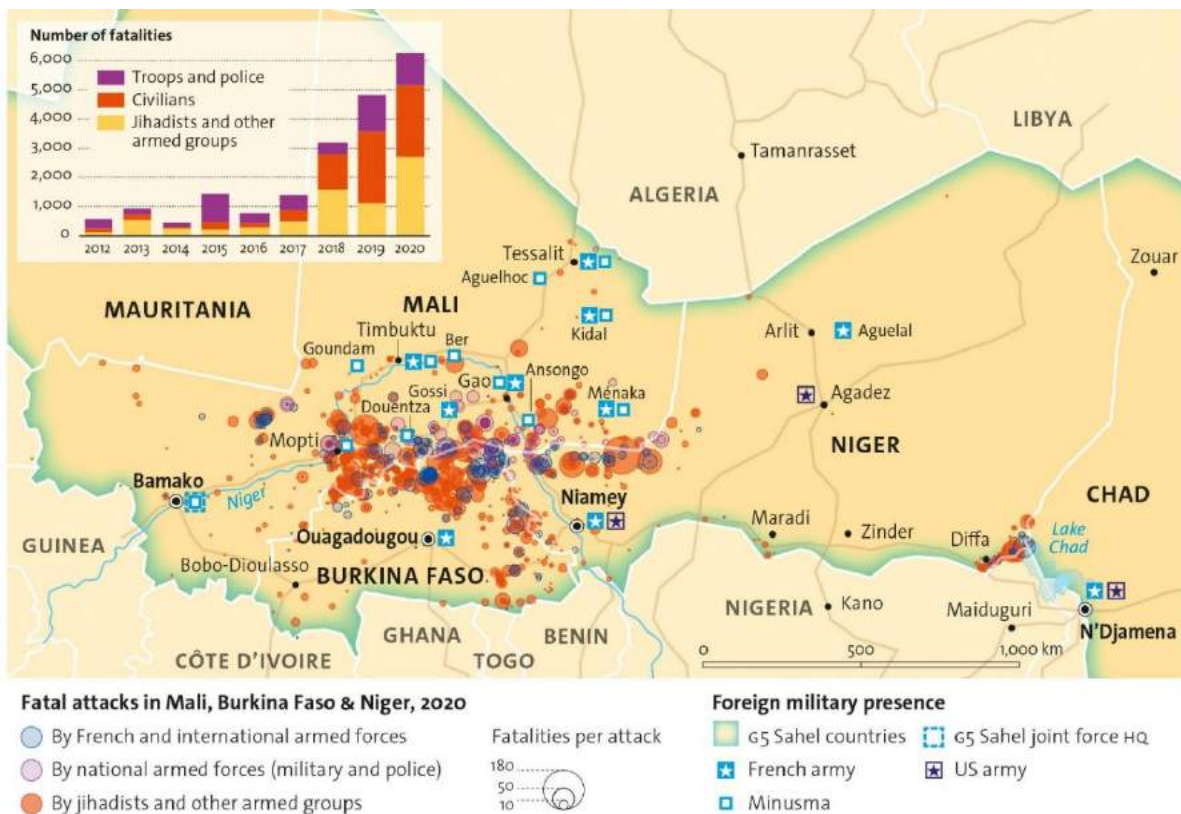 Number of fatalities
6,000
5,000
4,000
3,000
2,000
1,000
0
Troops and police
Civilians
Jihadists and other
armed groups
2012 2013 2014 2015 2016 2017 2018 2019 2020
LIBYA
Tamanrasset
ALGERIA
Tessalit
Aguelhoc
Zouar
MAURITANIA
MALI
Kidal
Arlit
Aguelal
Timbuktu
Ber
Goundam
Gao
Ansongo
Gossi
Ménaka
Douentza
Agadez
Mopti
NIGER
Bamako
Niger
Niamey
CHAD
GUINEA
Ouagadougou
Maradi
Zinder
Diffa
Lake
Chad
Bobo-Dioulasso
BURKINA FASO
NIGERIA
Kano
Maiduguri
N'Djamena
GHANA
BENIN
CÔTE D'IVOIRE
TOGO
0 500 1,000 km
Fatal attacks in Mali, Burkina Faso & Niger, 2020
By French and international armed forces
By national armed forces (military and police)
By jihadists and other armed groups
Fatalities per attack
180
50
10
Foreign military presence
G5 Sahel countries
G5 Sahel joint force HQ
French army
US army
Minusma